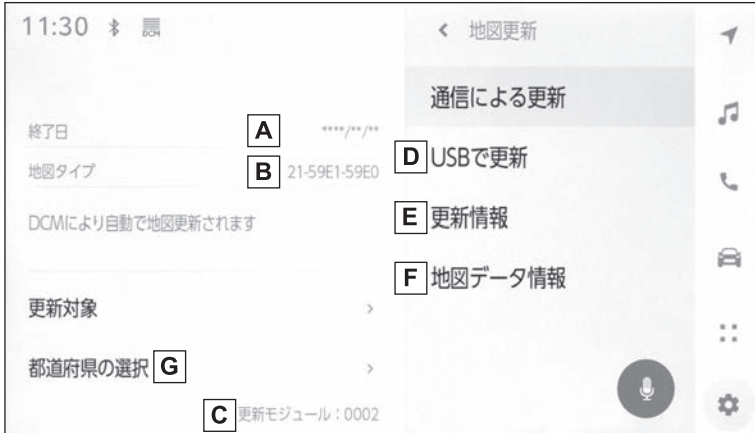 11:30 DCM
終了日 A ****/**/**
地図タイプ B 21-59E1-59E0
DCMにより自動で地図更新されます
更新対象 >
都道府県の選択 G >
C 更新モジュール：0002
< 地図更新
通信による更新
D USBで更新
E 更新情報
F 地図データ情報